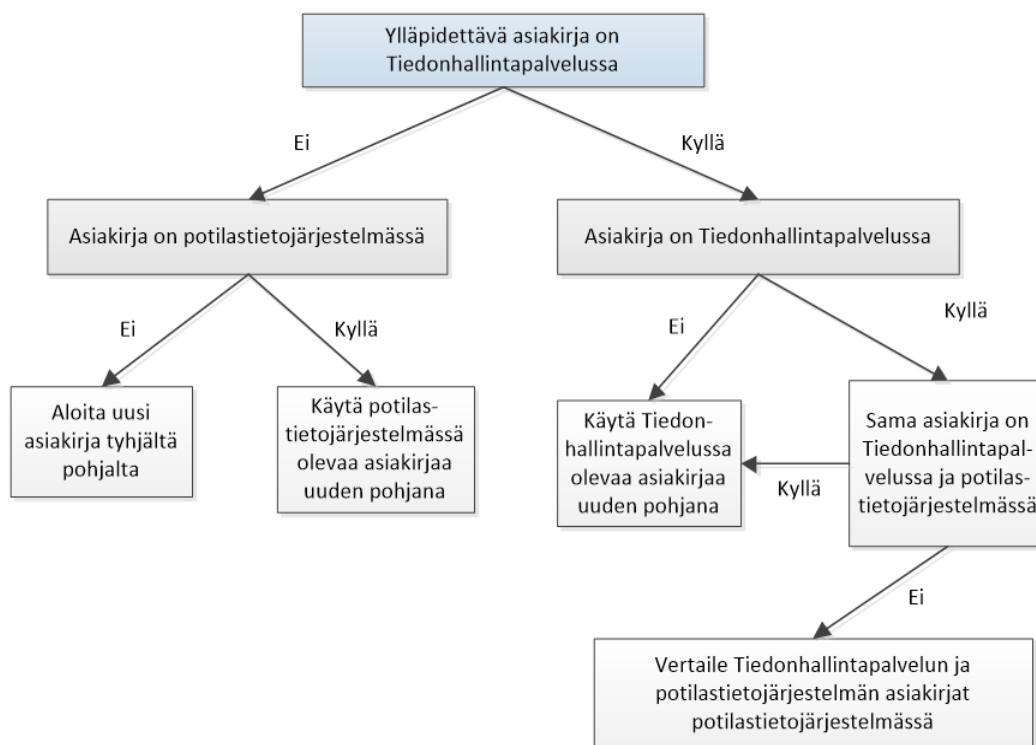 Ylläpidettävä asiakirja on
Tiedonhallintapalvelussa
Ei
Kyllä
Asiakirja on potilastietojärjestelmässä
Asiakirja on Tiedonhallintapalvelussa
Ei
Kyllä
Ei
Kyllä
Aloita uusi
asiakirja tyhjältä
pohjalta
Käytä potilas-
tietojärjestelmässä
olevaa asiakirjaa
uuden pohjana
Käytä Tiedon-
hallintapalvelussa
olevaa asiakirjaa
uuden pohjana
Kyllä
Sama asiakirja on
Tiedonhallintapal-
velussa ja potilas-
tietojärjestelmässä
Ei
Vertaile Tiedonhallintapalvelun ja
potilastietojärjestelmän asiakirjat
potilastietojärjestelmässä